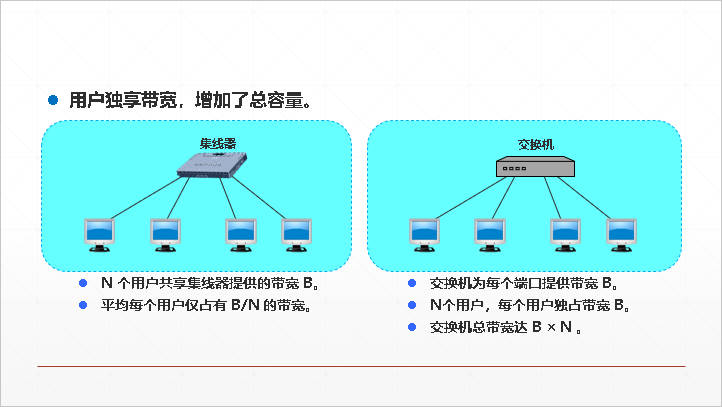 用户独享带宽，增加了总容量。
集线器
N 个用户共享集线器提供的带宽 B。
平均每个用户仅占有 B/N 的带宽。
交换机
交换机为每个端口提供带宽 B。
N个用户，每个用户独占带宽 B。
交换机总带宽达 B × N 。